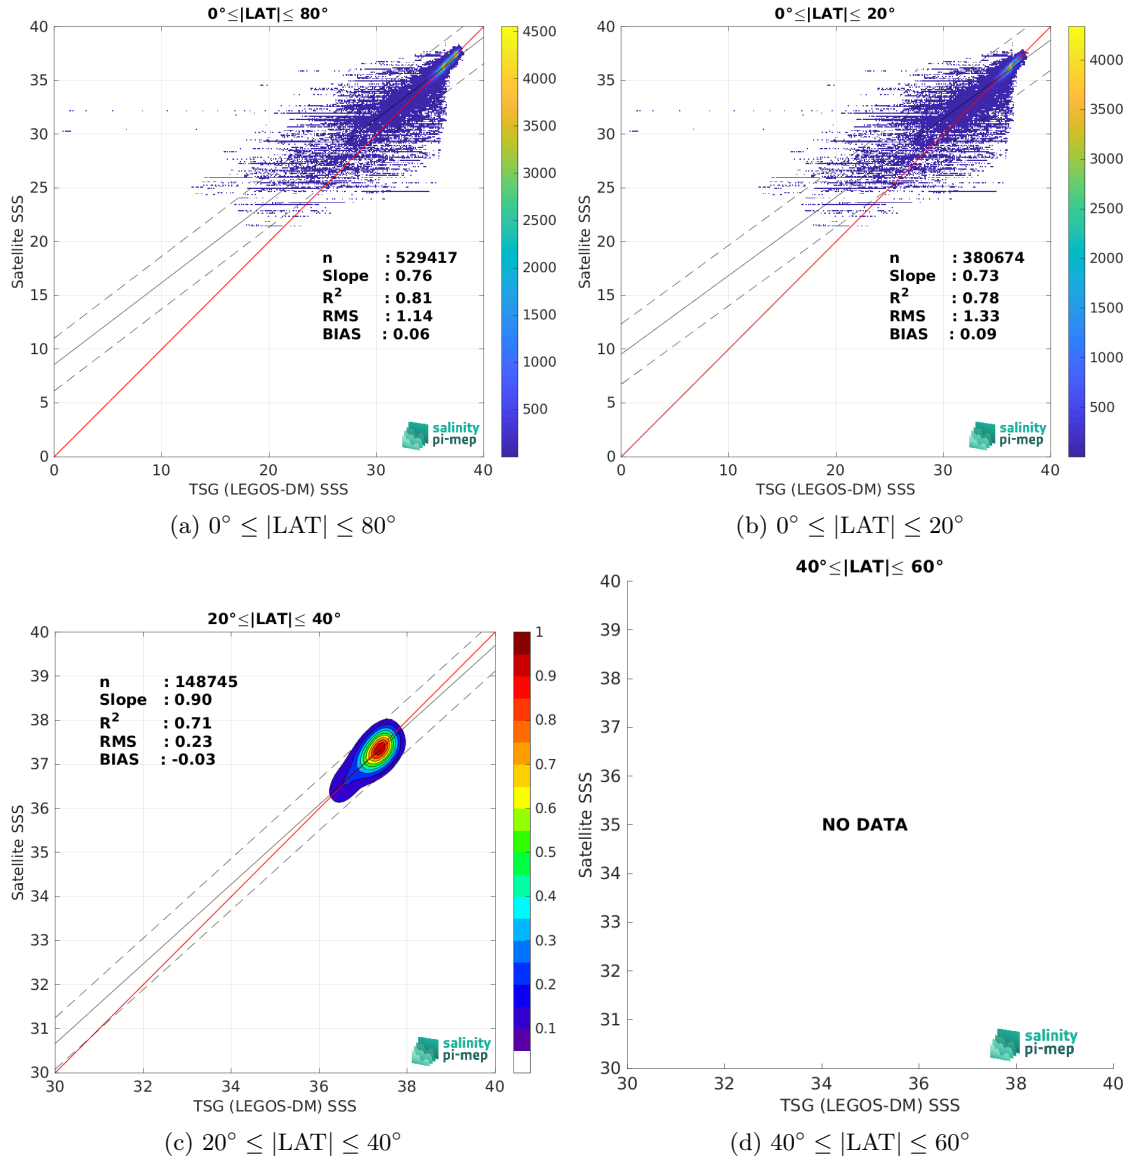 0°≤|LAT|≤ 80°
40
35
30
25
20
15
10
5
0
0
10
20
30
40
Satellite SSS
TSG (LEGOS-DM) SSS
n : 529417
Slope : 0.76
R² : 0.81
RMS : 1.14
BIAS : 0.06
salinity
pi-mep
4500
4000
3500
3000
2500
2000
1500
1000
500
(a) 0° ≤ |LAT| ≤ 80°
0°≤|LAT|≤ 20°
40
35
30
25
20
15
10
5
0
0
10
20
30
40
Satellite SSS
TSG (LEGOS-DM) SSS
n : 380674
Slope : 0.73
R² : 0.78
RMS : 1.33
BIAS : 0.09
salinity
pi-mep
4000
3500
3000
2500
2000
1500
1000
500
(b) 0° ≤ |LAT| ≤ 20°
20°≤|LAT|≤ 40°
40
39
38
37
36
35
34
33
32
31
30
30
32
34
36
38
40
Satellite SSS
TSG (LEGOS-DM) SSS
n : 148745
Slope : 0.90
R² : 0.71
RMS : 0.23
BIAS : -0.03
salinity
pi-mep
1
0.9
0.8
0.7
0.6
0.5
0.4
0.3
0.2
0.1
(c) 20° ≤ |LAT| ≤ 40°
40°≤|LAT|≤ 60°
40
39
38
37
36
35
34
33
32
31
30
30
32
34
36
38
40
Satellite SSS
TSG (LEGOS-DM) SSS
NO DATA
salinity
pi-mep
(d) 40° ≤ |LAT| ≤ 60°